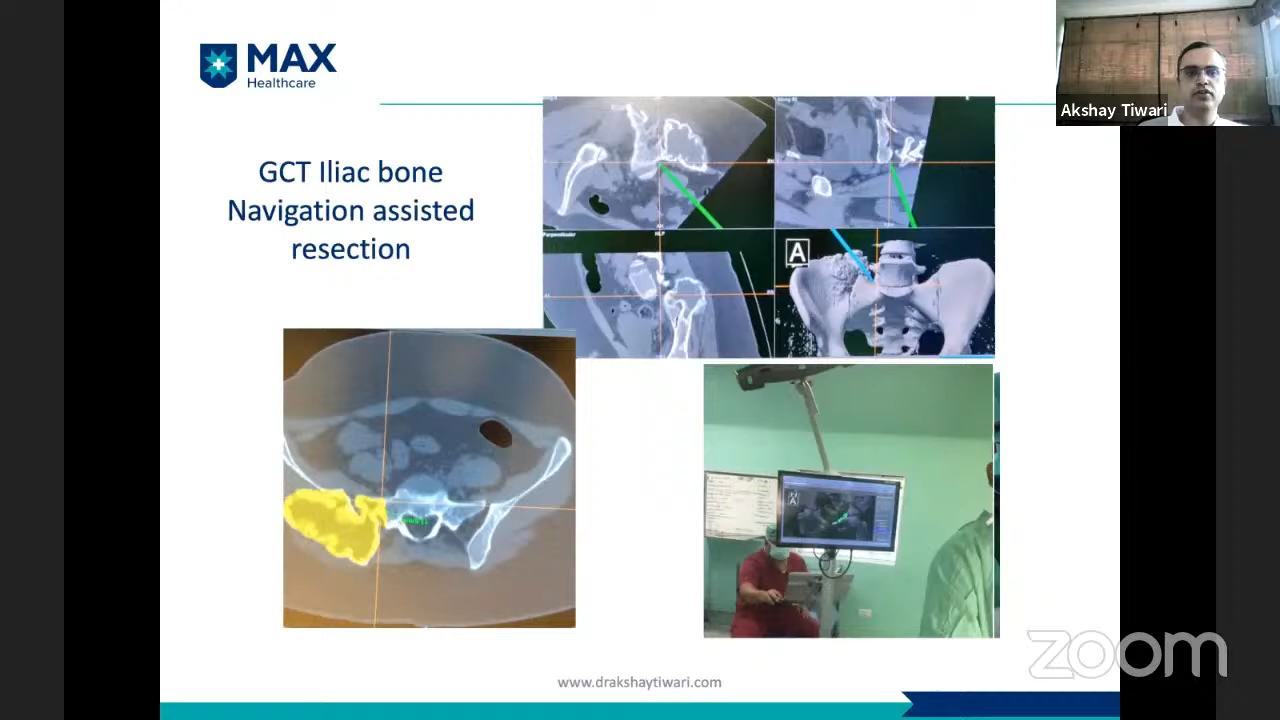 MAX
Healthcare
Akshay Tiwari
GCT Iliac bone
Navigation assisted
resection
A
A
www.drakshaytiwari.com
zoom